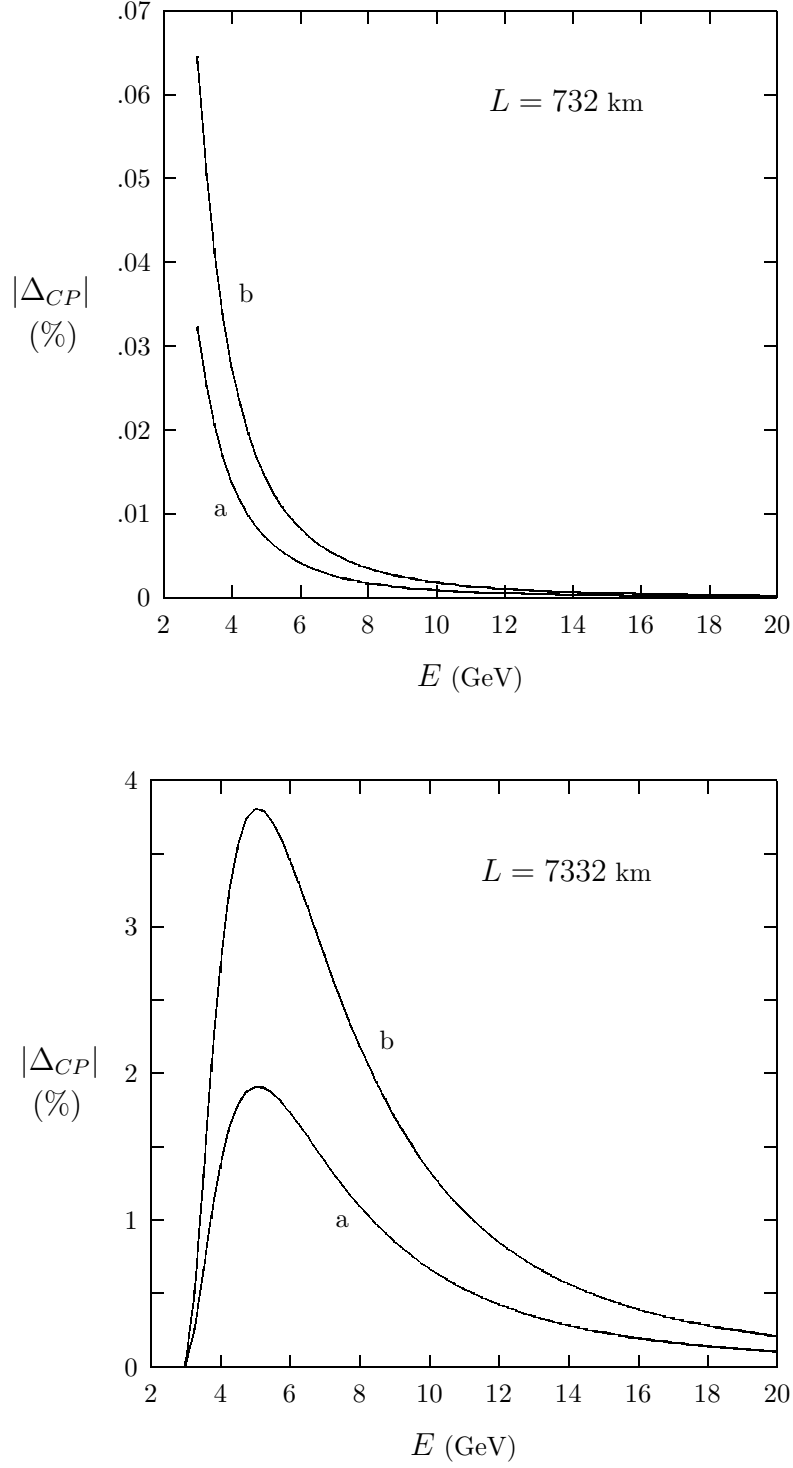 .07
.06
.05
.04
.03
.02
.01
0
|Δ_CP|
(%)
L = 732 km
b
a
2 4 6 8 10 12 14 16 18 20
E (GeV)
4
3
2
1
0
|Δ_CP|
(%)
L = 7332 km
b
a
2 4 6 8 10 12 14 16 18 20
E (GeV)